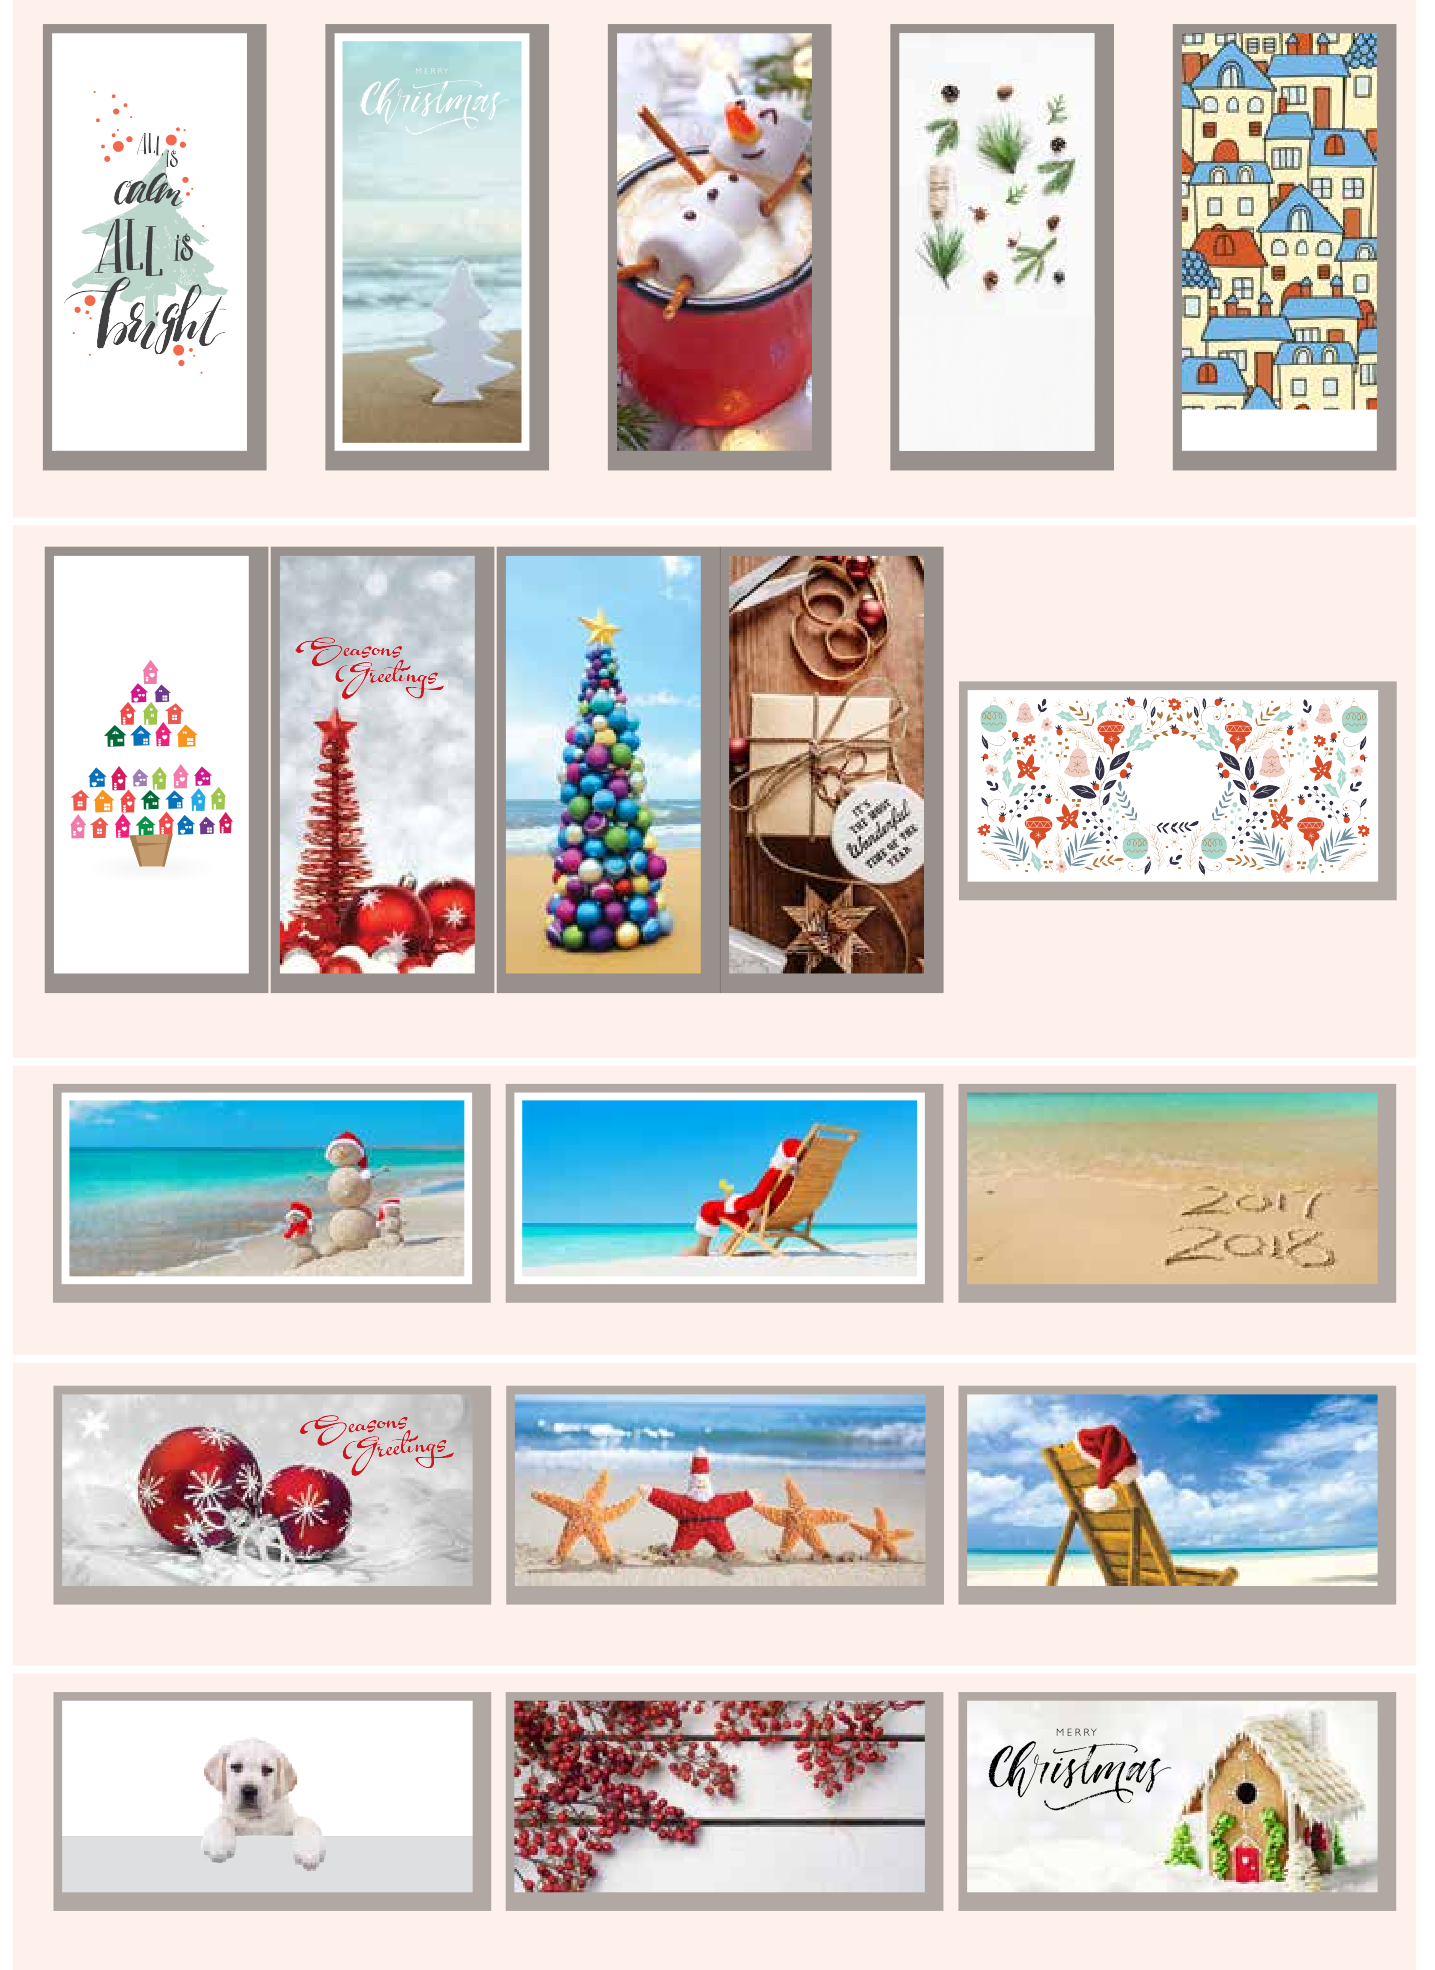 ALL is
calm
ALL is
bright
MERRY
Christmas
Seasons
Greetings
IT'S
THE MOST
Wonderful
TIME OF THE
YEAR
2017
2018
Seasons
Greetings
MERRY
Christmas